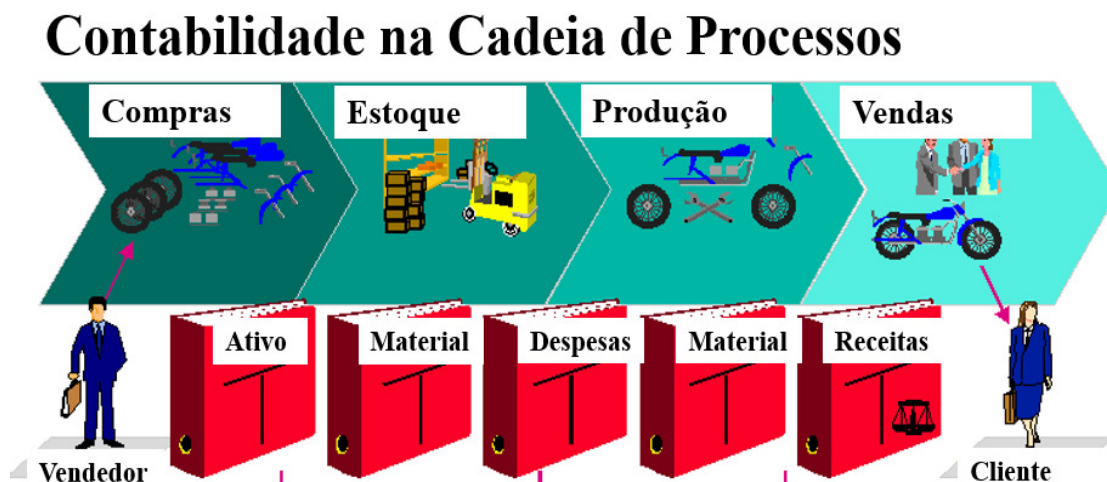 Contabilidade na Cadeia de Processos
Compras
Estoque
Produção
Vendas
Ativo
Material
Despesas
Material
Receitas
Vendedor
Cliente